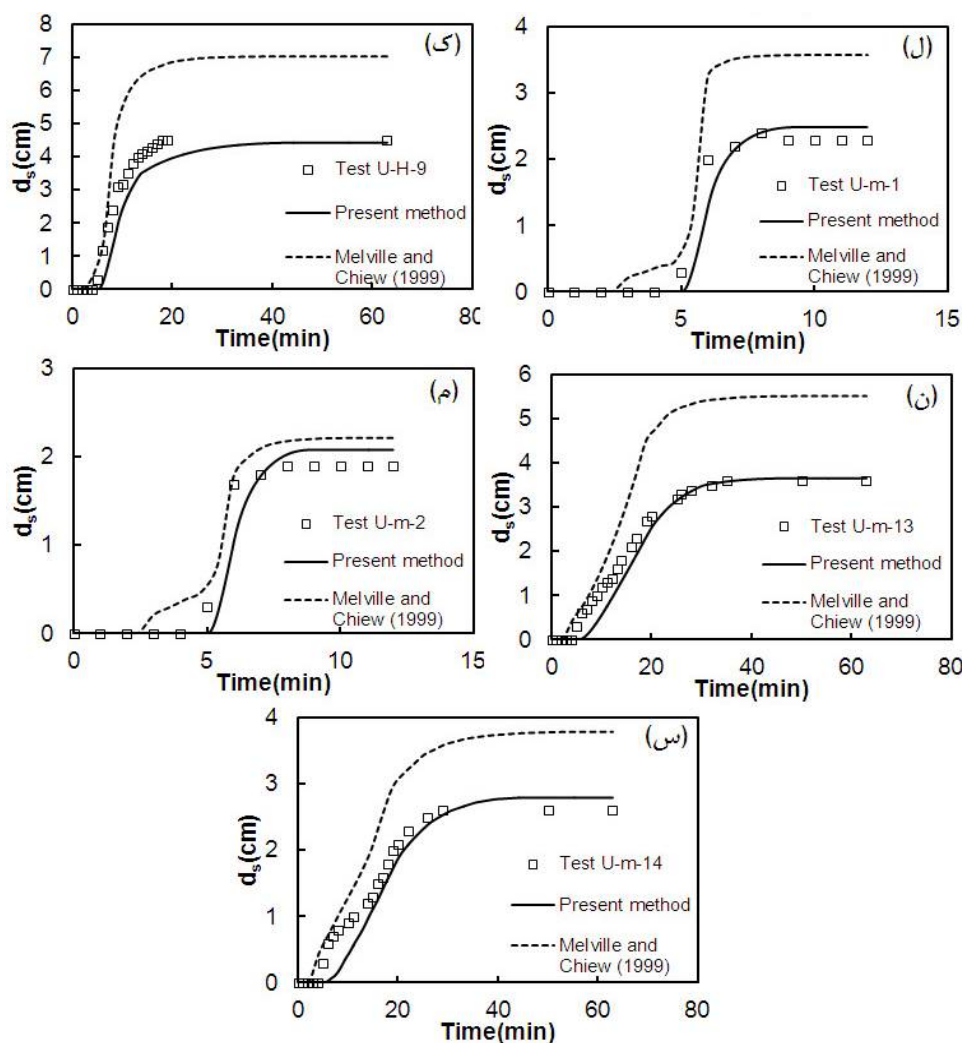 (ک)
8
7
6
5
4
3
2
1
0
d_s(cm)
Test U-H-9
Present method
Melville and
Chiew (1999)
0 20 40 60 80
Time(min)
(ل)
4
3
2
1
0
d_s(cm)
Test U-m-1
Present method
Melville and
Chiew (1999)
0 5 10 15
Time(min)
(م)
3
2
1
0
d_s(cm)
Test U-m-2
Present method
Melville and
Chiew (1999)
0 5 10 15
Time(min)
(ن)
6
5
4
3
2
1
0
d_s(cm)
Test U-m-13
Present method
Melville and
Chiew (1999)
0 20 40 60 80
Time(min)
(س)
4
3
2
1
0
d_s(cm)
Test U-m-14
Present method
Melville and
Chiew (1999)
0 20 40 60 80
Time(min)